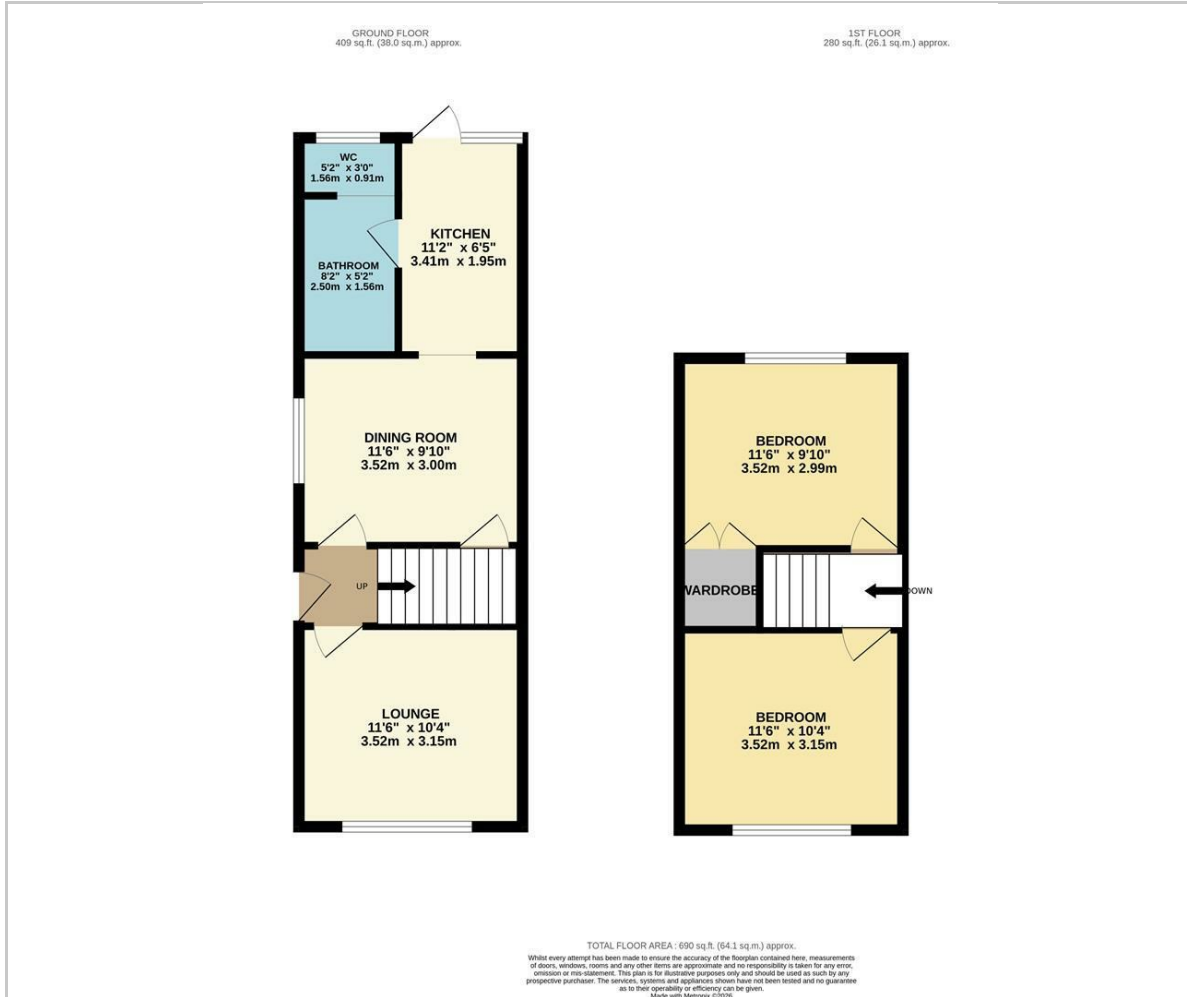 GROUND FLOOR
409 sq.ft. (38.0 sq.m.) approx.
1ST FLOOR
280 sq.ft. (26.1 sq.m.) approx.
WC
5'2" x 3'0"
1.56m x 0.91m
KITCHEN
11'2" x 6'5"
3.41m x 1.95m
BATHROOM
8'2" x 5'2"
2.50m x 1.56m
DINING ROOM
11'6" x 9'10"
3.52m x 3.00m
UP
LOUNGE
11'6" x 10'4"
3.52m x 3.15m
BEDROOM
11'6" x 9'10"
3.52m x 2.99m
WARDROBE
DOWN
BEDROOM
11'6" x 10'4"
3.52m x 3.15m
TOTAL FLOOR AREA : 690 sq.ft. (64.1 sq.m.) approx.
Whilst every attempt has been made to ensure the accuracy of the floorplan contained here, measurements
of doors, windows, rooms and any other items are approximate and no responsibility is taken for any error,
omission or mis-statement. This plan is for illustrative purposes only and should be used as such by any
prospective purchaser. The services, systems and appliances shown have not been tested and no guarantee
as to their operability or efficiency can be given.
Made with Metropix ©2026